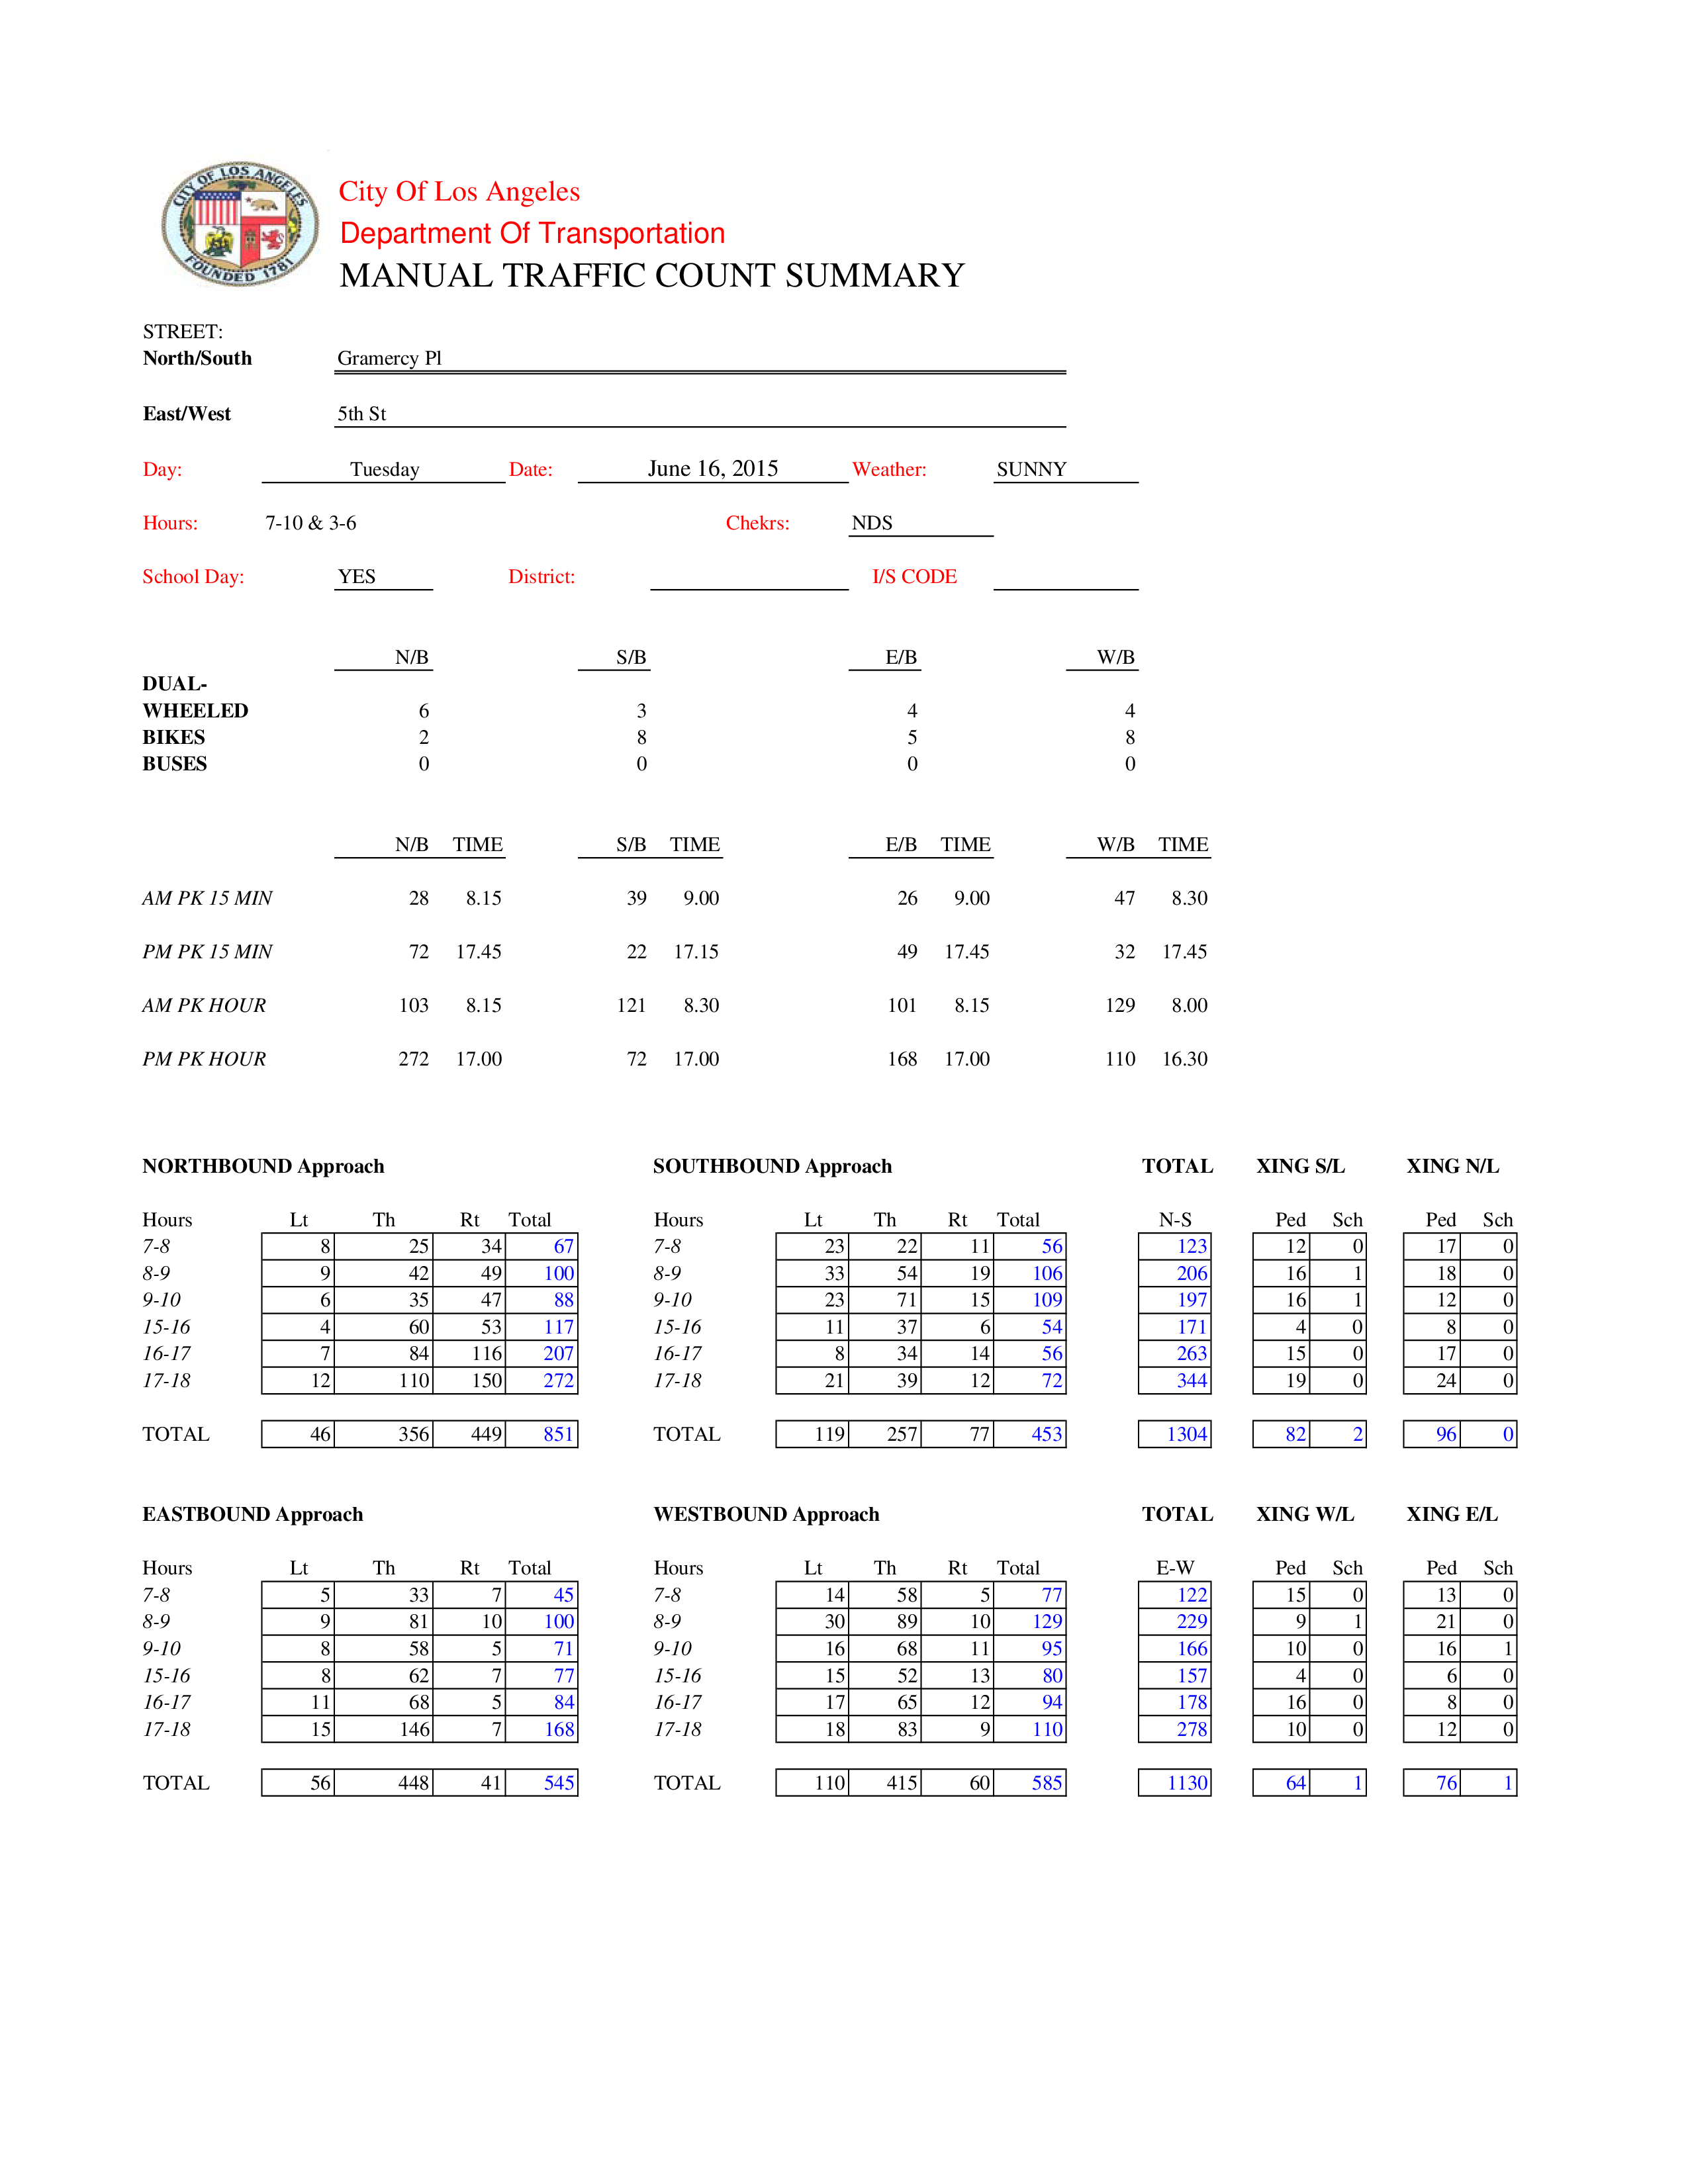 CITY OF LOS ANGELES
FOUNDED 1781
City Of Los Angeles
Department Of Transportation
MANUAL TRAFFIC COUNT SUMMARY
STREET:
North/South Gramercy Pl
East/West 5th St
Day: Tuesday Date: June 16, 2015 Weather: SUNNY
Hours: 7-10 & 3-6 Chekrs: NDS
School Day: YES District: I/S CODE
N/B S/B E/B W/B
DUAL-
WHEELED 6 3 4 4
BIKES 2 8 5 8
BUSES 0 0 0 0
N/B TIME S/B TIME E/B TIME W/B TIME
AM PK 15 MIN 28 8.15 39 9.00 26 9.00 47 8.30
PM PK 15 MIN 72 17.45 22 17.15 49 17.45 32 17.45
AM PK HOUR 103 8.15 121 8.30 101 8.15 129 8.00
PM PK HOUR 272 17.00 72 17.00 168 17.00 110 16.30
NORTHBOUND Approach SOUTHBOUND Approach TOTAL XING S/L XING N/L
Hours Lt Th Rt Total Hours Lt Th Rt Total N-S Ped Sch Ped Sch
7-8 8 25 34 67 7-8 23 22 11 56 123 12 0 17 0
8-9 9 42 49 100 8-9 33 54 19 106 206 16 1 18 0
9-10 6 35 47 88 9-10 23 71 15 109 197 16 1 12 0
15-16 4 60 53 117 15-16 11 37 6 54 171 4 0 8 0
16-17 7 84 116 207 16-17 8 34 14 56 263 15 0 17 0
17-18 12 110 150 272 17-18 21 39 12 72 344 19 0 24 0
TOTAL 46 356 449 851 TOTAL 119 257 77 453 1304 82 2 96 0
EASTBOUND Approach WESTBOUND Approach TOTAL XING W/L XING E/L
Hours Lt Th Rt Total Hours Lt Th Rt Total E-W Ped Sch Ped Sch
7-8 5 33 7 45 7-8 14 58 5 77 122 15 0 13 0
8-9 9 81 10 100 8-9 30 89 10 129 229 9 1 21 0
9-10 8 58 5 71 9-10 16 68 11 95 166 10 0 16 1
15-16 8 62 7 77 15-16 15 52 13 80 157 4 0 6 0
16-17 11 68 5 84 16-17 17 65 12 94 178 16 0 8 0
17-18 15 146 7 168 17-18 18 83 9 110 278 10 0 12 0
TOTAL 56 448 41 545 TOTAL 110 415 60 585 1130 64 1 76 1